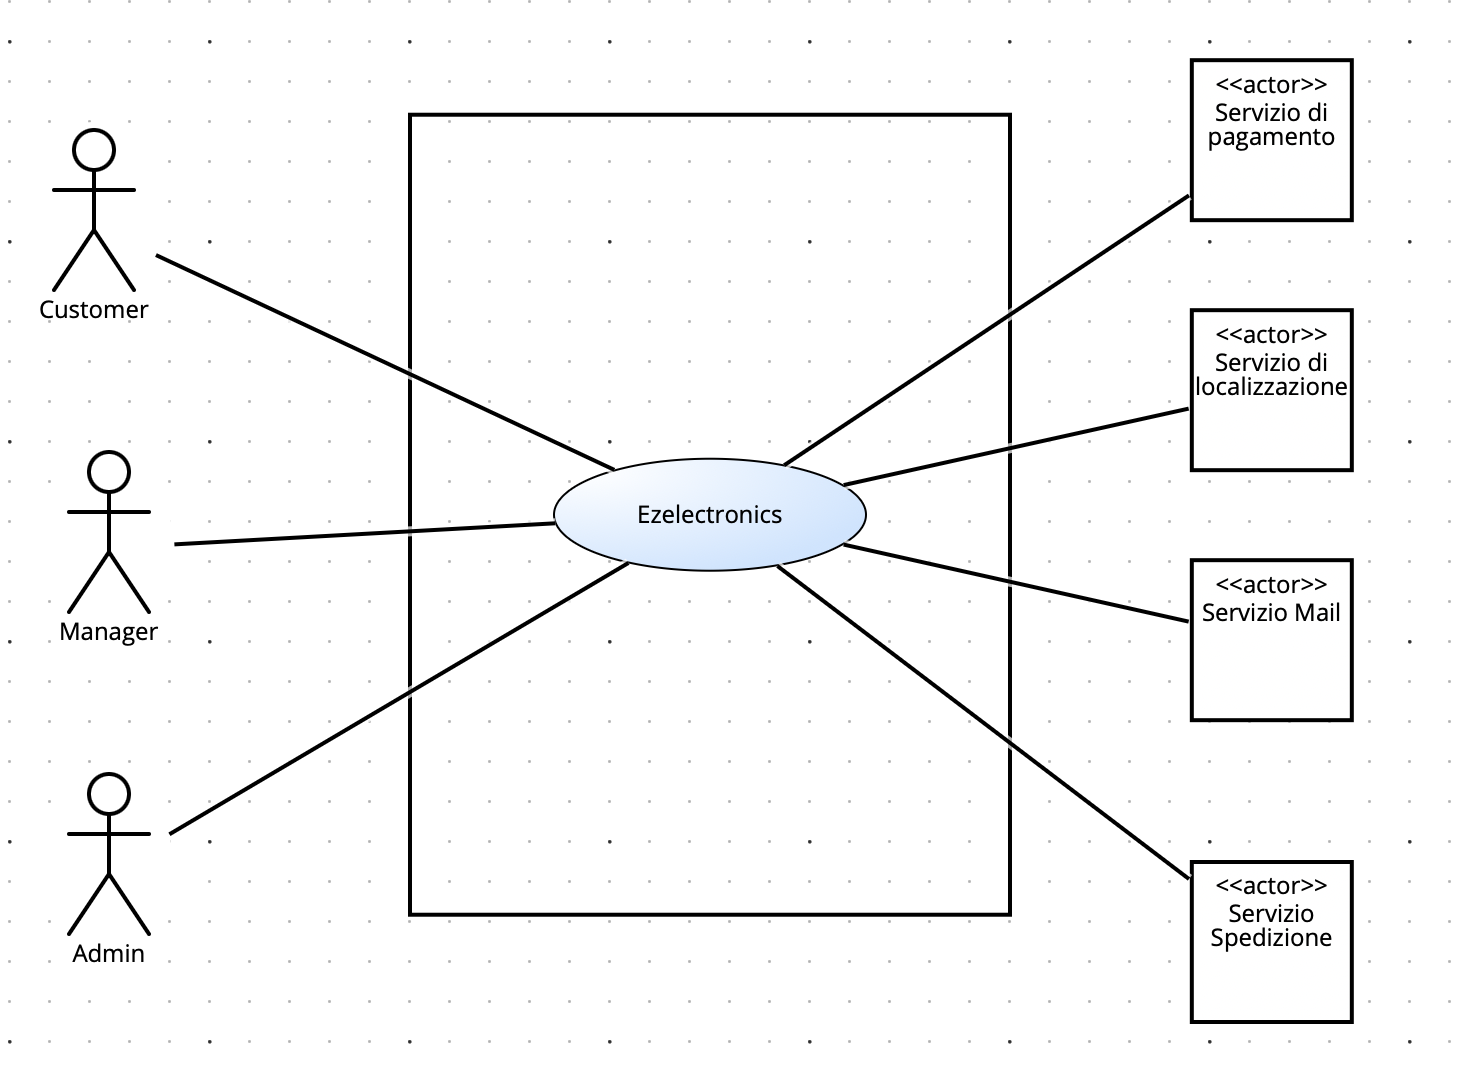 Customer
Manager
Admin
Ezelectronics
<<actor>>
Servizio di
pagamento
<<actor>>
Servizio di
localizzazione
<<actor>>
Servizio Mail
<<actor>>
Servizio
Spedizione